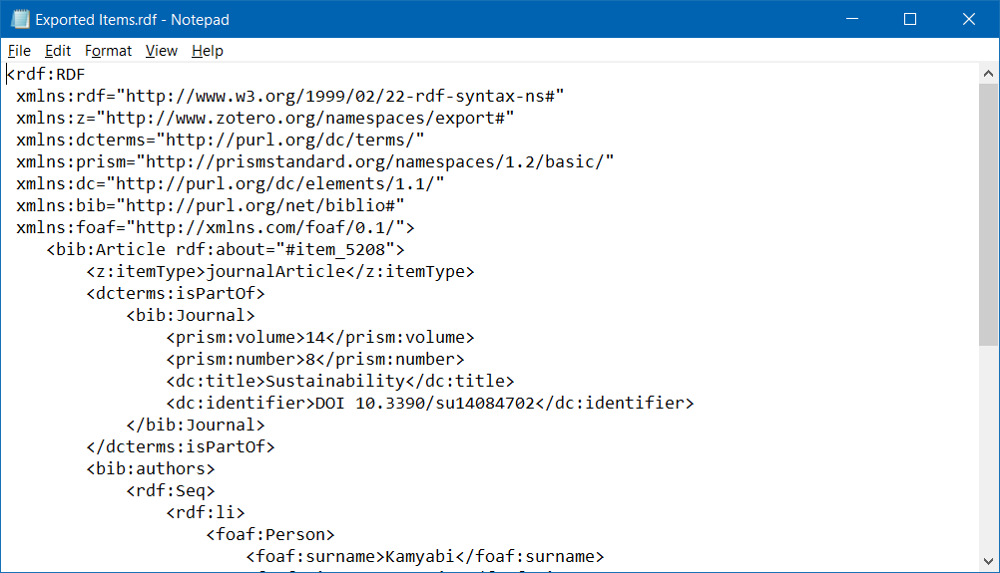 Exported Items.rdf - Notepad
File Edit Format View Help
<rdf:RDF
 xmlns:rdf="http://www.w3.org/1999/02/22-rdf-syntax-ns#"
 xmlns:z="http://www.zotero.org/namespaces/export#"
 xmlns:dcterms="http://purl.org/dc/terms/"
 xmlns:prism="http://prismstandard.org/namespaces/1.2/basic/"
 xmlns:dc="http://purl.org/dc/elements/1.1/"
 xmlns:bib="http://purl.org/net/biblio#"
 xmlns:foaf="http://xmlns.com/foaf/0.1/">
    <bib:Article rdf:about="#item_5208">
        <z:itemType>journalArticle</z:itemType>
        <dcterms:isPartOf>
            <bib:Journal>
                <prism:volume>14</prism:volume>
                <prism:number>8</prism:number>
                <dc:title>Sustainability</dc:title>
                <dc:identifier>DOI 10.3390/su14084702</dc:identifier>
            </bib:Journal>
        </dcterms:isPartOf>
        <bib:authors>
            <rdf:Seq>
                <rdf:li>
                    <foaf:Person>
                        <foaf:surname>Kamyabi</foaf:surname>